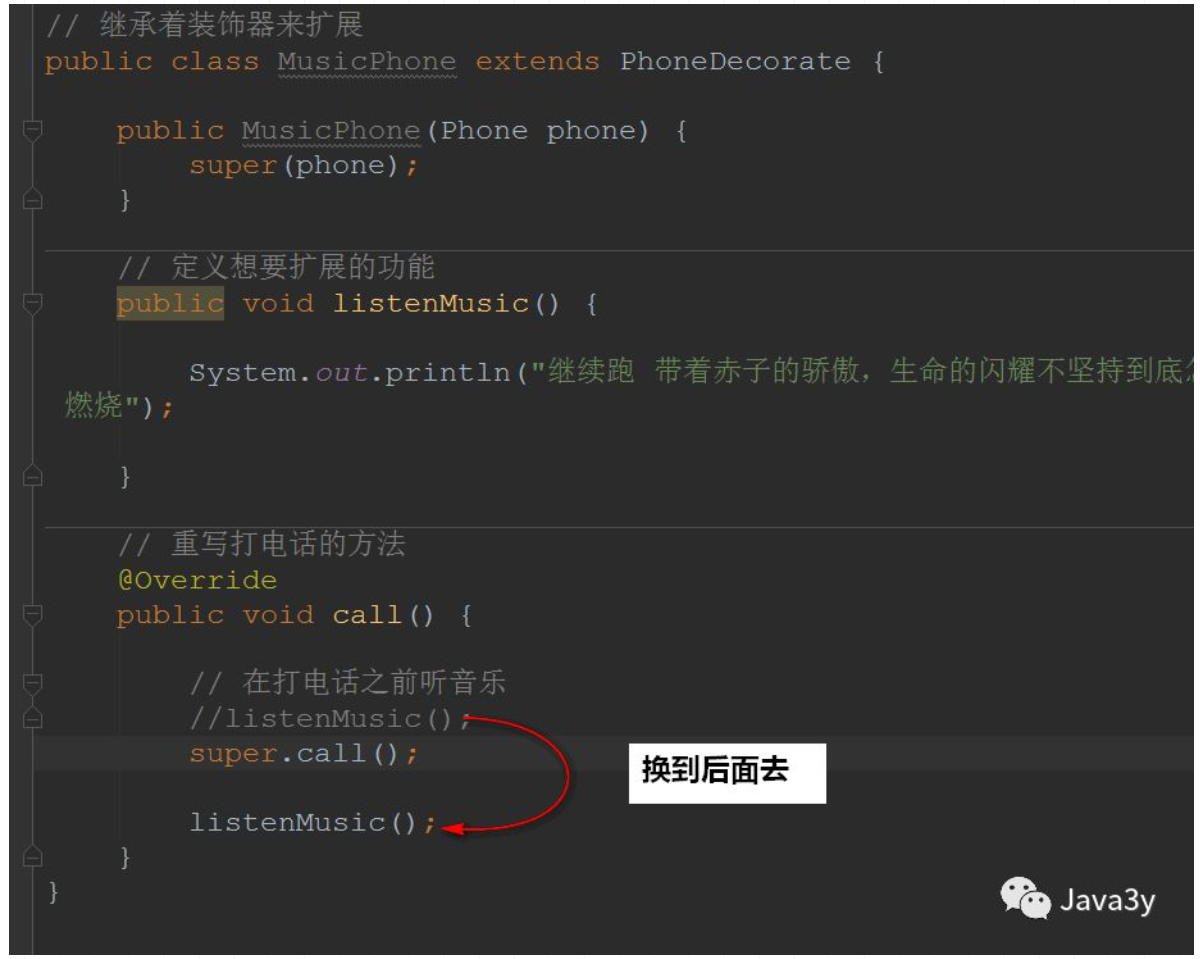 // 继承着装饰器来扩展
public class MusicPhone extends PhoneDecorate {
public MusicPhone(Phone phone) {
super(phone);
}
// 定义想要扩展的功能
public void listenMusic() {
System.out.println("继续跑 带着赤子的骄傲，生命的闪耀不坚持到底
燃烧");
}
// 重写打电话的方法
@Override
public void call() {
// 在打电话之前听音乐
//listenMusic();
super.call();
换到后面去
listenMusic();
}
}
Java3y